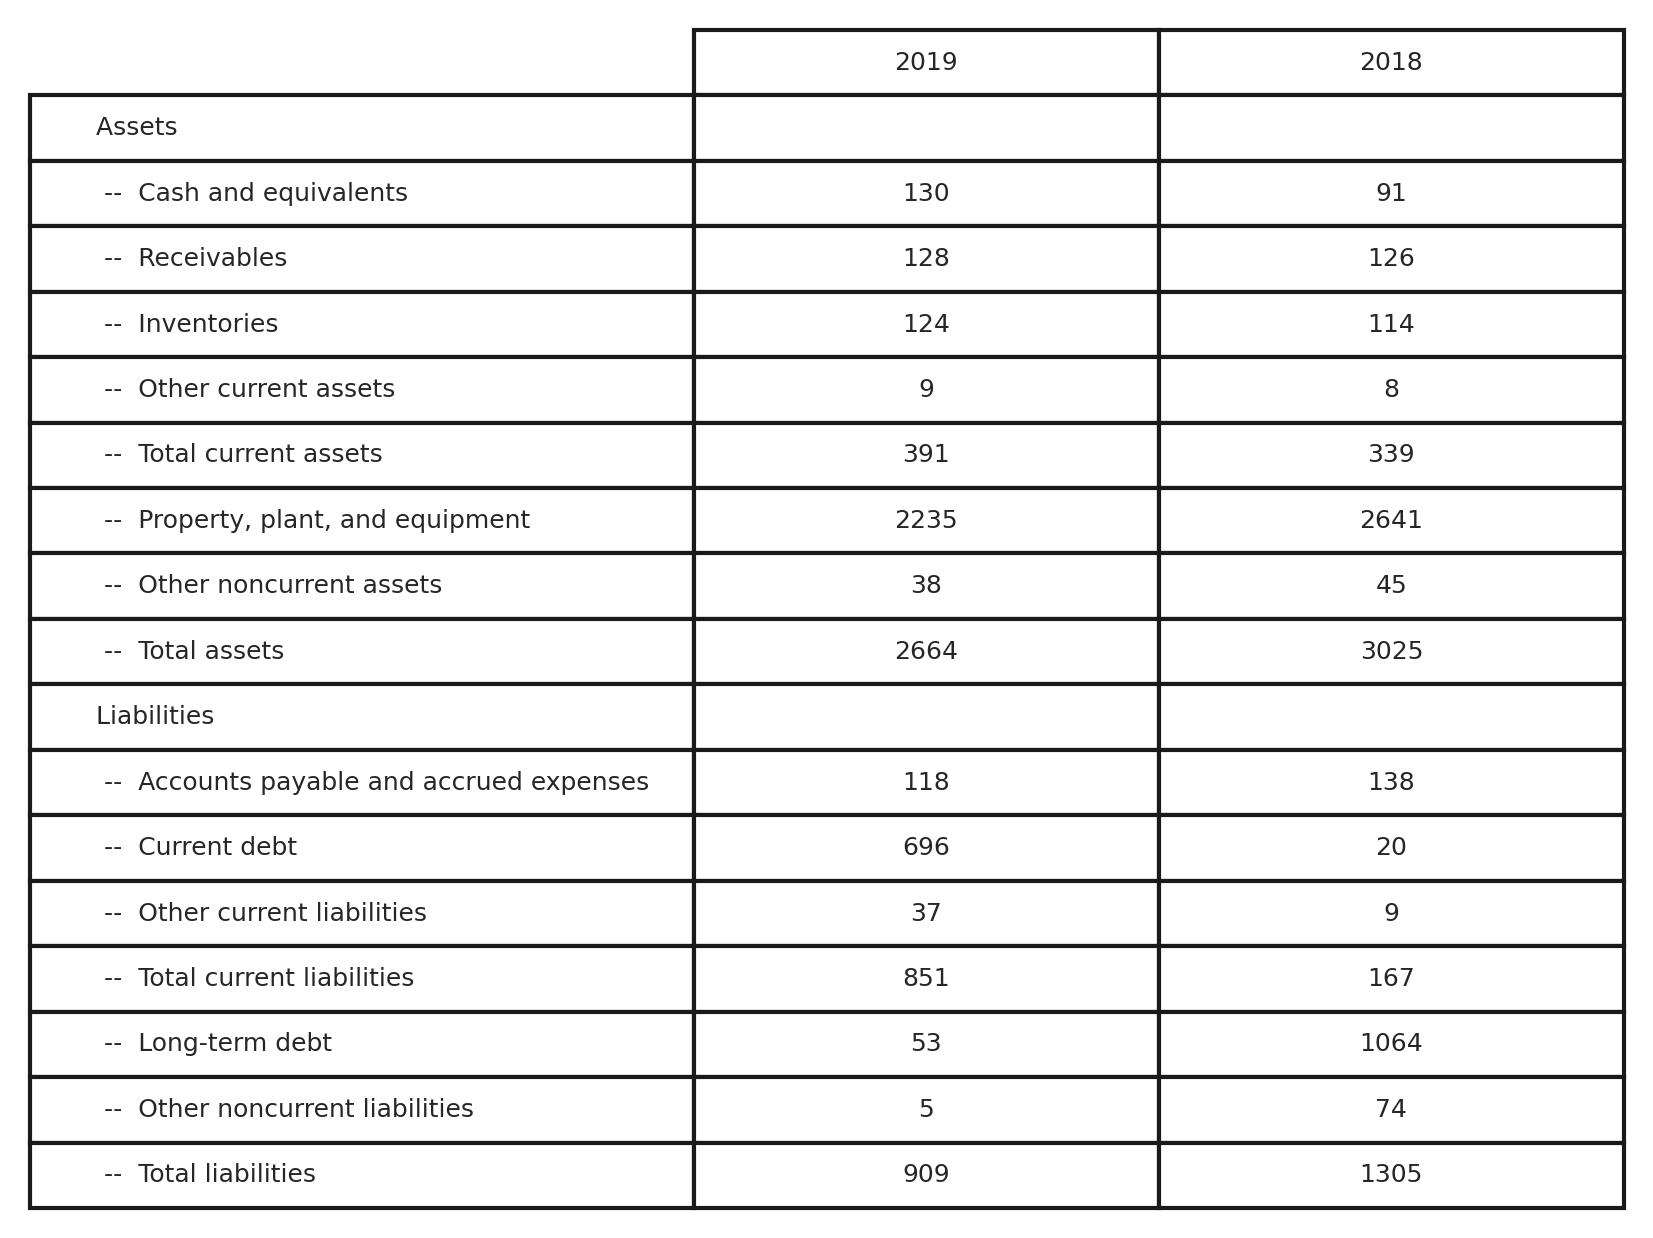 2019 2018
Assets
-- Cash and equivalents 130 91
-- Receivables 128 126
-- Inventories 124 114
-- Other current assets 9 8
-- Total current assets 391 339
-- Property, plant, and equipment 2235 2641
-- Other noncurrent assets 38 45
-- Total assets 2664 3025
Liabilities
-- Accounts payable and accrued expenses 118 138
-- Current debt 696 20
-- Other current liabilities 37 9
-- Total current liabilities 851 167
-- Long-term debt 53 1064
-- Other noncurrent liabilities 5 74
-- Total liabilities 909 1305